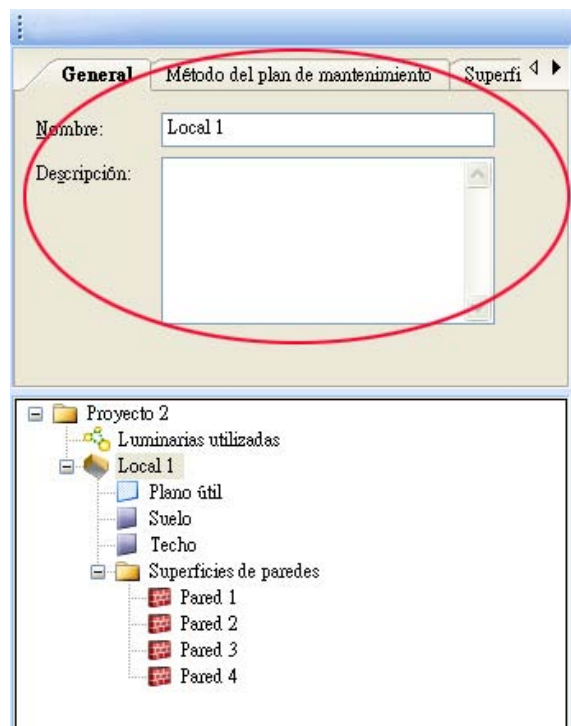 General Método del plan de mantenimiento Superfi
Nombre: Local 1
Descripción:
Proyecto 2
Luminarias utilizadas
Local 1
Plano útil
Suelo
Techo
Superficies de paredes
Pared 1
Pared 2
Pared 3
Pared 4